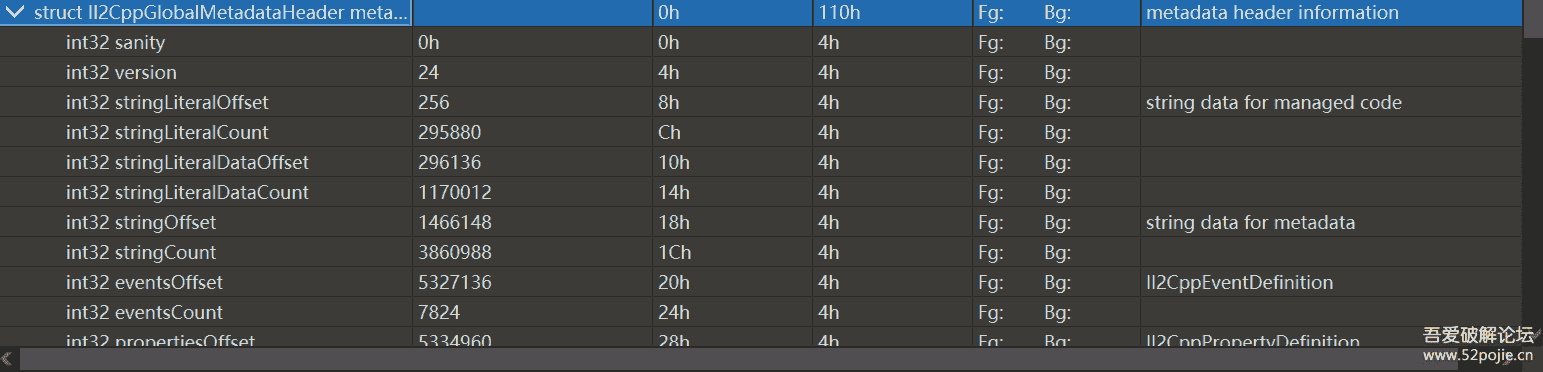 struct Il2CppGlobalMetadataHeader meta... 0h 110h Fg: Bg: metadata header information
int32 sanity 0h 0h 4h Fg: Bg:
int32 version 24 4h 4h Fg: Bg:
int32 stringLiteralOffset 256 8h 4h Fg: Bg: string data for managed code
int32 stringLiteralCount 295880 Ch 4h Fg: Bg:
int32 stringLiteralDataOffset 296136 10h 4h Fg: Bg:
int32 stringLiteralDataCount 1170012 14h 4h Fg: Bg:
int32 stringOffset 1466148 18h 4h Fg: Bg: string data for metadata
int32 stringCount 3860988 1Ch 4h Fg: Bg:
int32 eventsOffset 5327136 20h 4h Fg: Bg: Il2CppEventDefinition
int32 eventsCount 7824 24h 4h Fg: Bg:
int32 propertiesOffset 5334960 28h 4h Fg: Bg: Il2CppPropertyDefinition
吾爱破解论坛
www.52pojie.cn